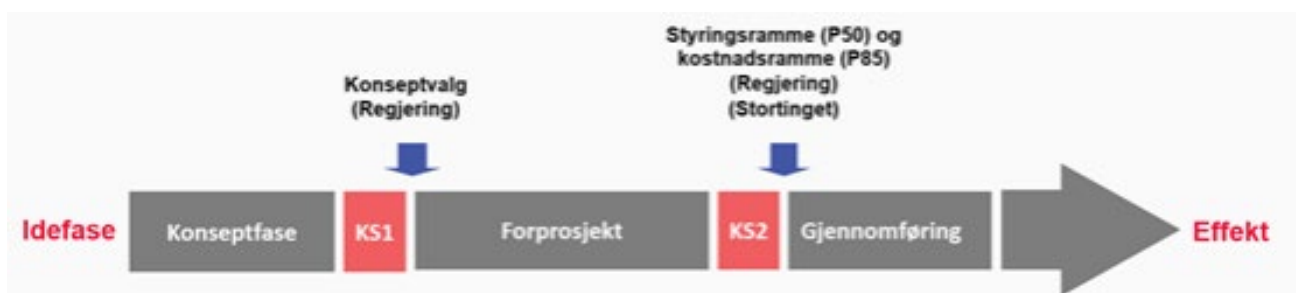 Styringsramme (P50) og
kostnadsramme (P85)
(Regjering)
(Stortinget)
Konseptvalg
(Regjering)
Idefase
Konseptfase
KS1
Forprosjekt
KS2
Gjennomføring
Effekt